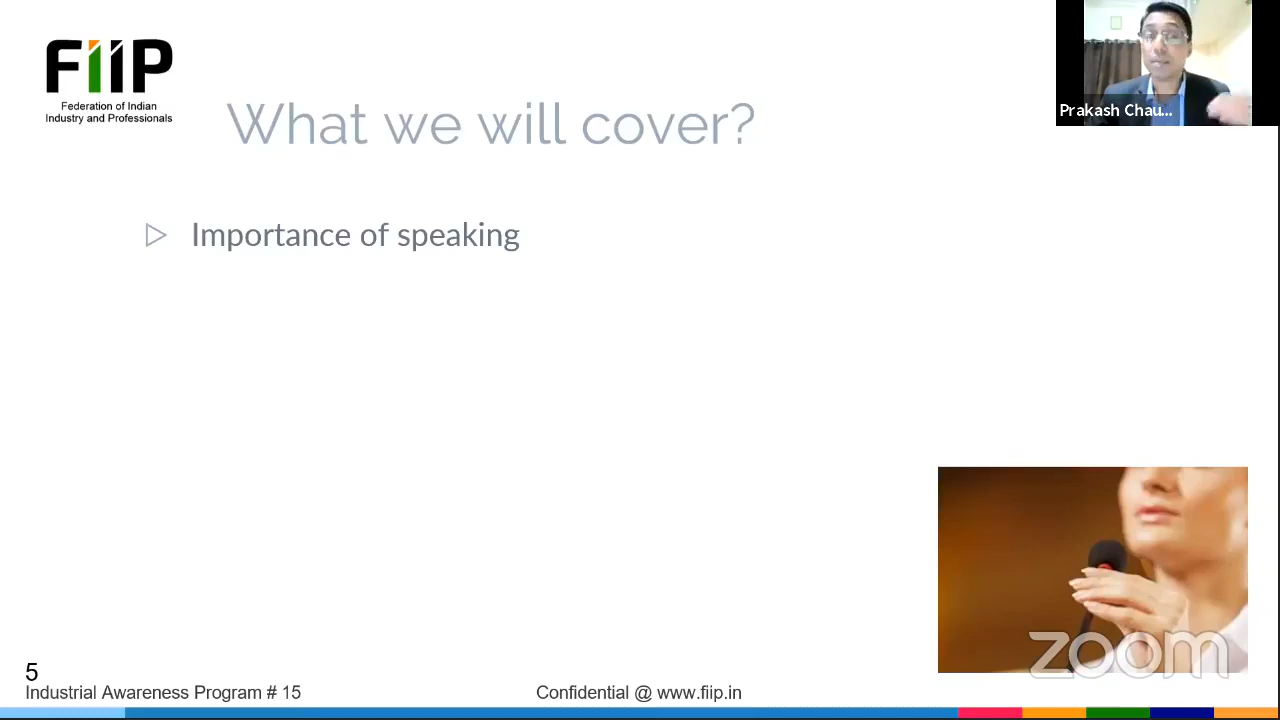 FiiP
Federation of Indian
Industry and Professionals
Prakash Chau...
What we will cover?
Importance of speaking
zoom
5
Industrial Awareness Program # 15
Confidential @ www.fiip.in